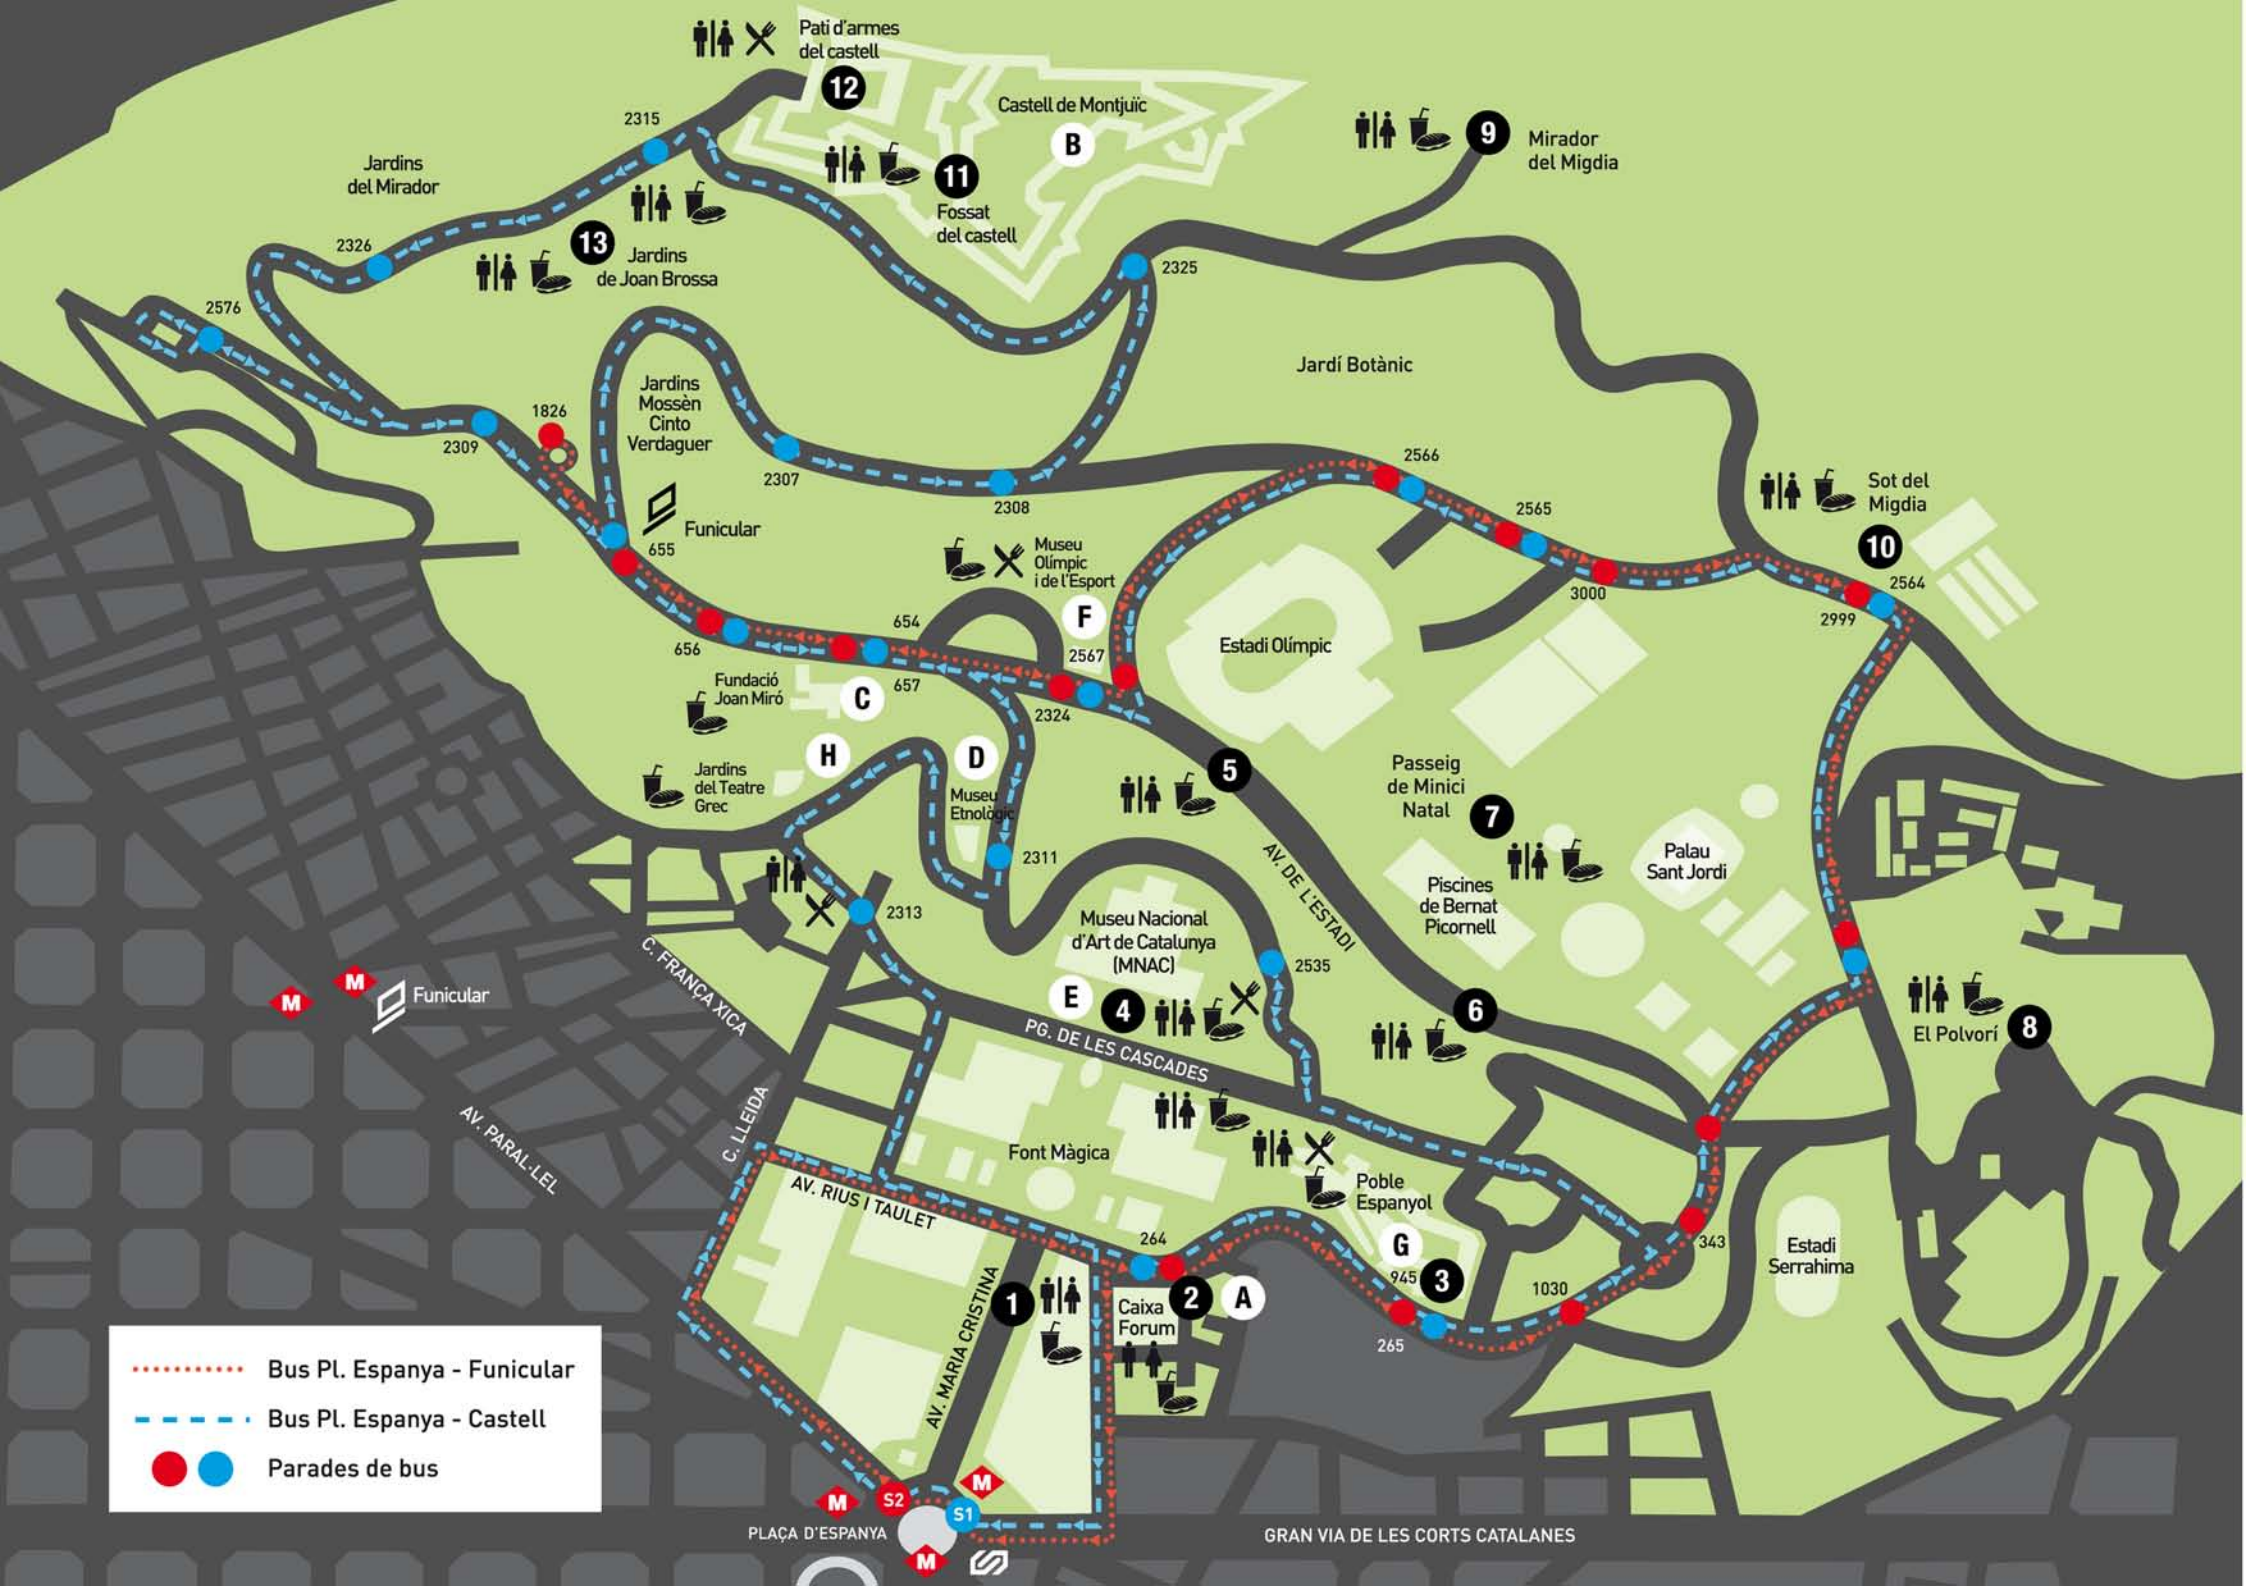 Pati d'armes
del castell
12
Castell de Montjuïc
B
9
Mirador
del Migdia
2315
11
Fossat
del castell
Jardins
del Mirador
2326
13
Jardins
de Joan Brossa
2325
2576
Jardí Botànic
Jardins
Mossèn
Cinto
Verdaguer
1826
2309
2307
2308
2566
2565
Sot del
Migdia
10
2564
2999
3000
Funicular
655
Museu
Olímpic
i de l'Esport
F
2567
654
656
657
2324
Estadi Olímpic
Fundació
Joan Miró
C
H
D
Museu
Etnològic
Jardins
del Teatre
Grec
5
Passeig
de Minici
Natal
7
Palau
Sant Jordi
Piscines
de Bernat
Picornell
AV. DE L'ESTADI
2311
2313
Museu Nacional
d'Art de Catalunya
(MNAC)
2535
E
4
6
El Polvorí
8
M
M
Funicular
C. FRANÇA XICA
PG. DE LES CASCADES
AV. PARAL·LEL
C. LLEIDA
Font Màgica
Poble
Espanyol
G
945
3
AV. RIUS I TAULET
264
343
Estadi
Serrahima
1030
265
AV. MARIA CRISTINA
1
Caixa
Forum
2
A
Bus Pl. Espanya - Funicular
Bus Pl. Espanya - Castell
Parades de bus
M
S2
M
S1
PLAÇA D'ESPANYA
M
GRAN VIA DE LES CORTS CATALANES